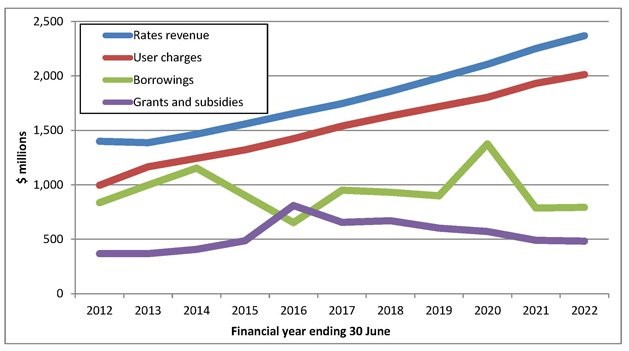 2,500
2,000
1,500
1,000
500
0
$ millions
Rates revenue
User charges
Borrowings
Grants and subsidies
2012 2013 2014 2015 2016 2017 2018 2019 2020 2021 2022
Financial year ending 30 June